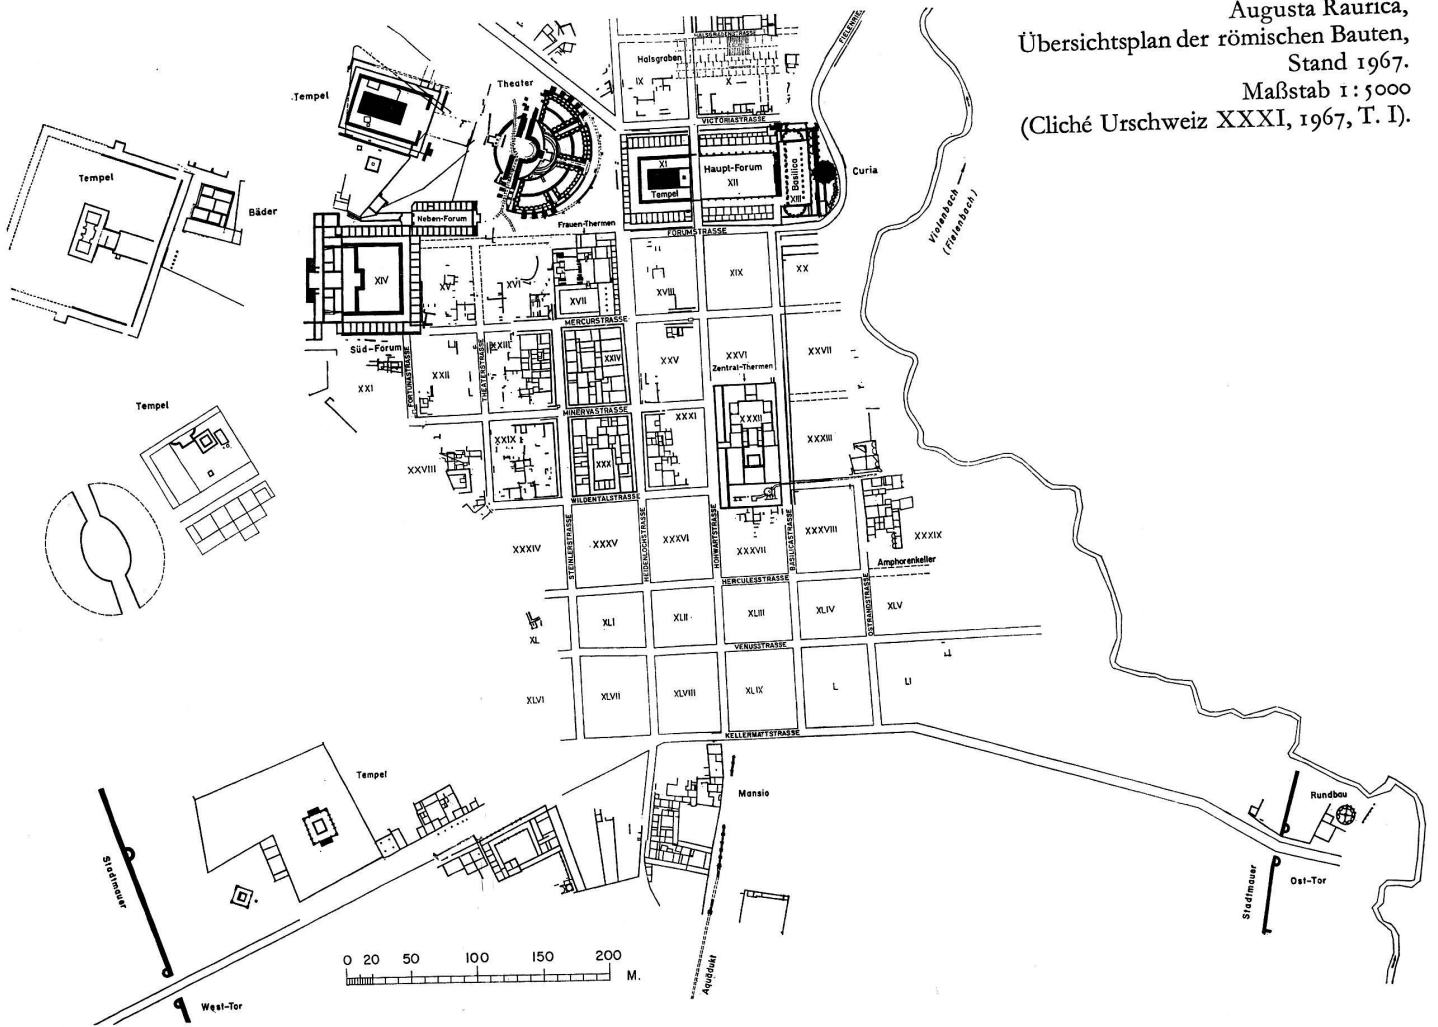 Augusta Raurica,
Übersichtsplan der römischen Bauten,
Stand 1967.
Maßstab 1 : 5000
(Cliché Urschweiz XXXI, 1967, T. I).
HALSGRABENSTRASSE
Halsgraben
IX
X
VICTORIASTRASSE
Theater
Tempel
Tempel
Bäder
Neben-Forum
Frauen-Thermen
XI
Tempel
Haupt-Forum
XII
Basilica
XIII
Curia
FORUMSTRASSE
Violenbach
(Fielenbach)
XIV
XV
XVI
XVII
XVIII
XIX
XX
MERCURSTRASSE
Süd-Forum
XXI
FORTUNASTRASSE
XXII
THEATERSTRASSE
XXIII
XXIV
XXV
XXVI
XXVII
Zentral-Thermen
Tempel
MINERVASTRASSE
XXVIII
XXIX
XXX
XXXI
XXXII
XXXIII
WILDENTALSTRASSE
STEINLERSTRASSE
HEIDENLOCHSTRASSE
HOHWARTSTRASSE
BASILICASTRASSE
XXXIV
XXXV
XXXVI
XXXVII
XXXVIII
XXXIX
Amphorenkeller
HERCULESSTRASSE
OSTRANDSTRASSE
XL
XLI
XLII
XLIII
XLIV
XLV
VENUSSTRASSE
XLVI
XLVII
XLVIII
XLIX
L
LI
KELLERMATTSTRASSE
Tempel
Mansio
Rundbau
Stadtmauer
Stadtmauer
Ost-Tor
West-Tor
Aquädukt
0 20 50 100 150 200
M.